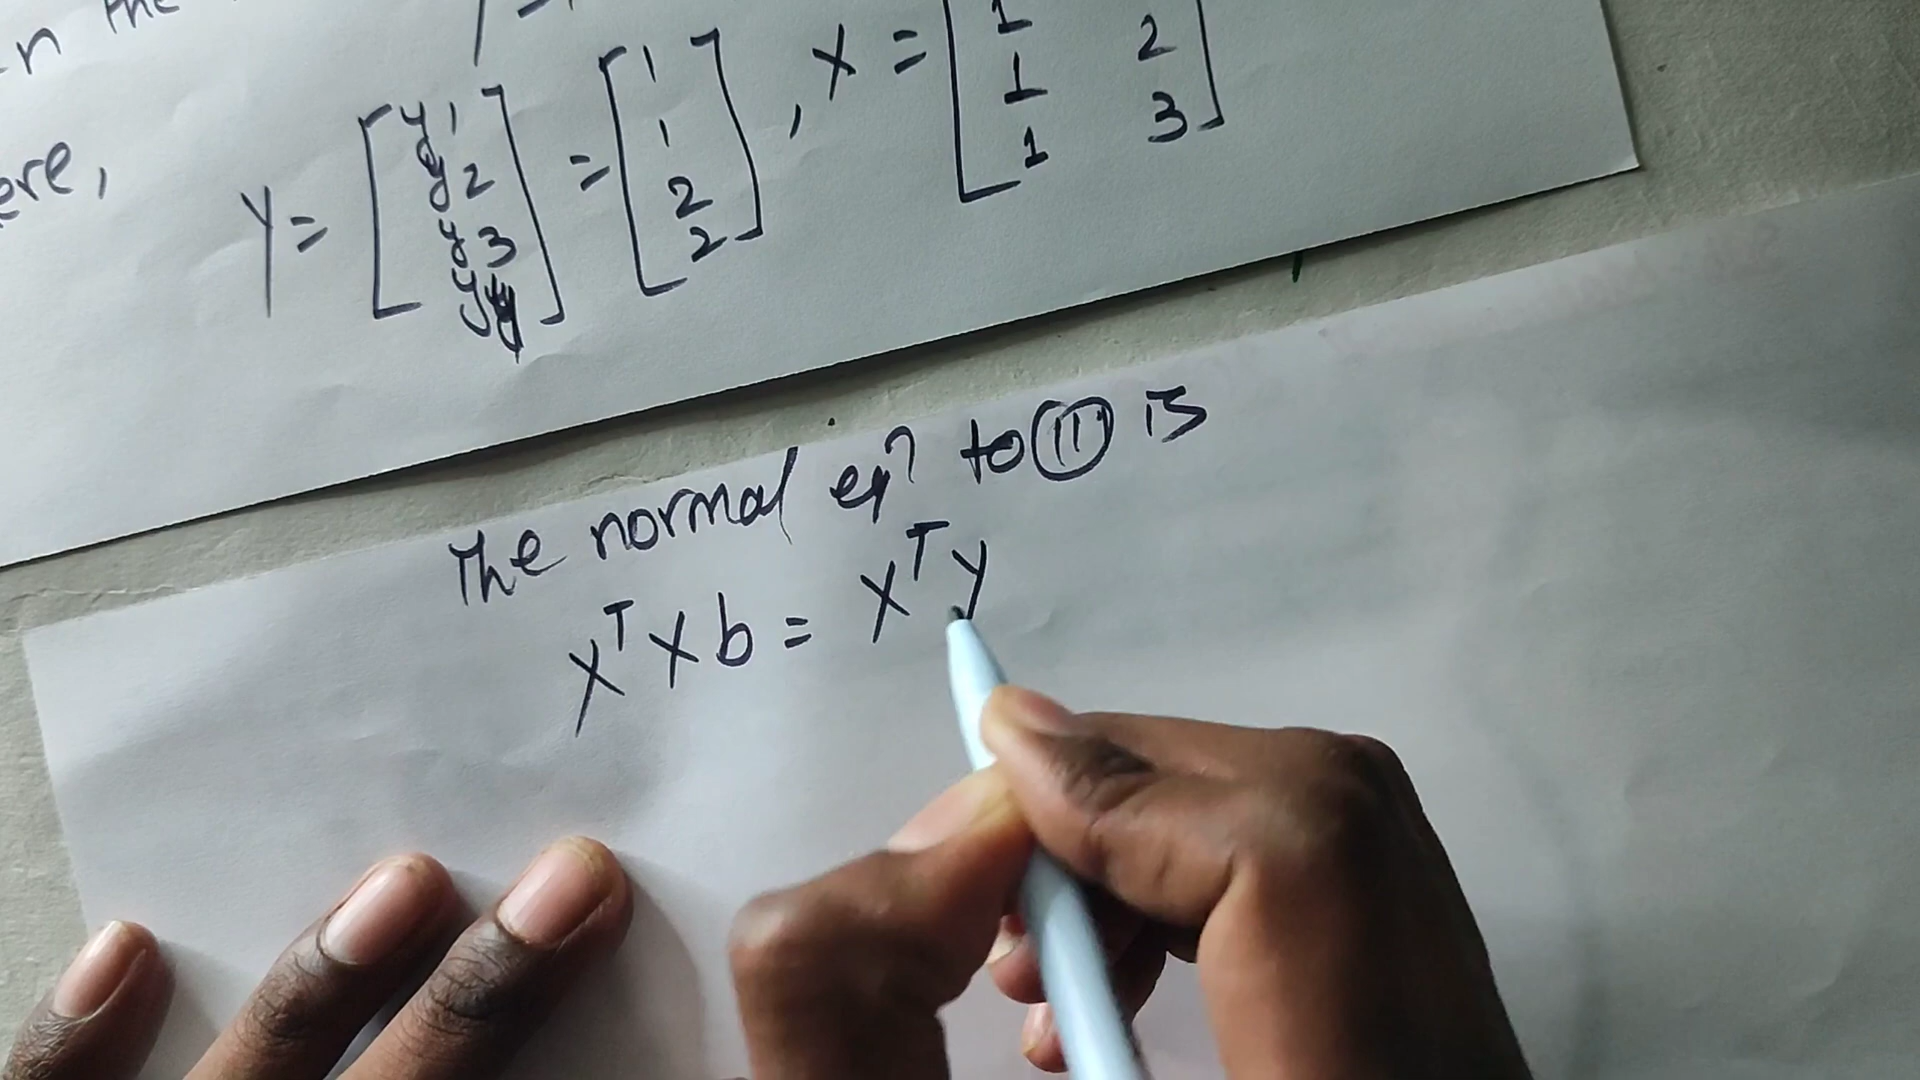 n the
ere,
Y = [y1 y2 y3 y4] = [1 1 2 2], X = [1 1 2 1 3]
The normal eqn to (11) is
X^T X b = X^T y